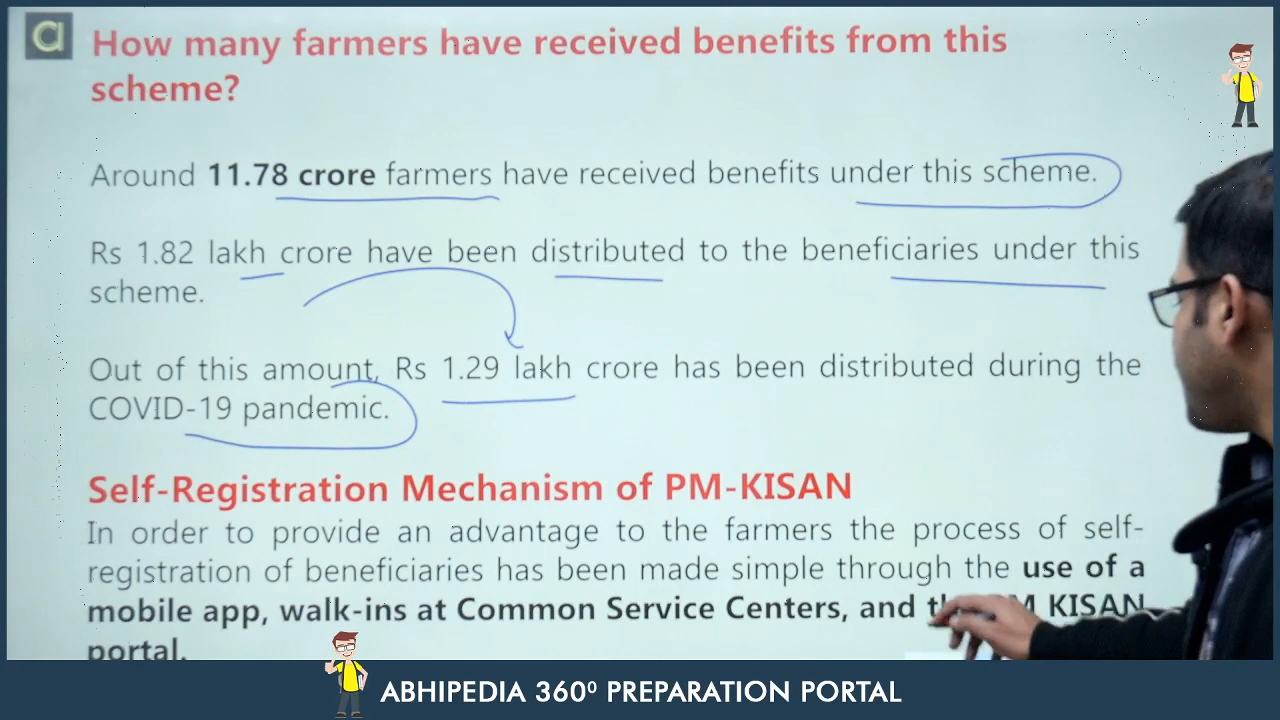 a
How many farmers have received benefits from this
scheme?
Around 11.78 crore farmers have received benefits under this scheme.
Rs 1.82 lakh crore have been distributed to the beneficiaries under this
scheme.
Out of this amount, Rs 1.29 lakh crore has been distributed during the
COVID-19 pandemic.
Self-Registration Mechanism of PM-KISAN
In order to provide an advantage to the farmers the process of self-
registration of beneficiaries has been made simple through the use of a
mobile app, walk-ins at Common Service Centers, and KISAN
portal.
ABHIPEDIA 360⁰ PREPARATION PORTAL